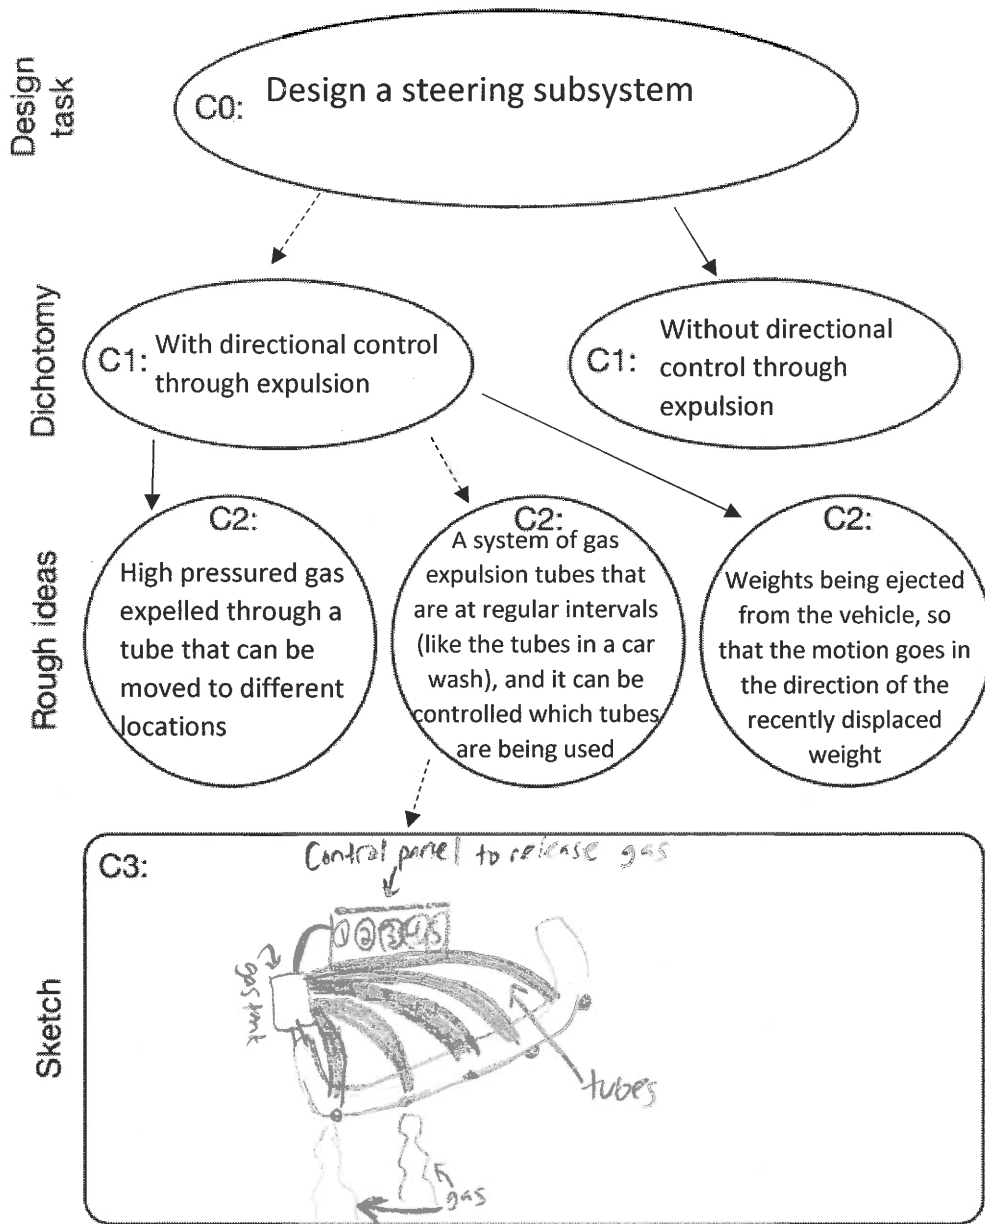 Design
task
C0: Design a steering subsystem
Dichotomy
C1: With directional control
through expulsion
C1: Without directional
control through
expulsion
Rough ideas
C2:
High pressured gas
expelled through a
tube that can be
moved to different
locations
C2:
A system of gas
expulsion tubes that
are at regular intervals
(like the tubes in a car
wash), and it can be
controlled which tubes
are being used
C2:
Weights being ejected
from the vehicle, so
that the motion goes in
the direction of the
recently displaced
weight
Sketch
C3:
Control panel to release gas
1 2 3 4 5
gas tank
tubes
gas